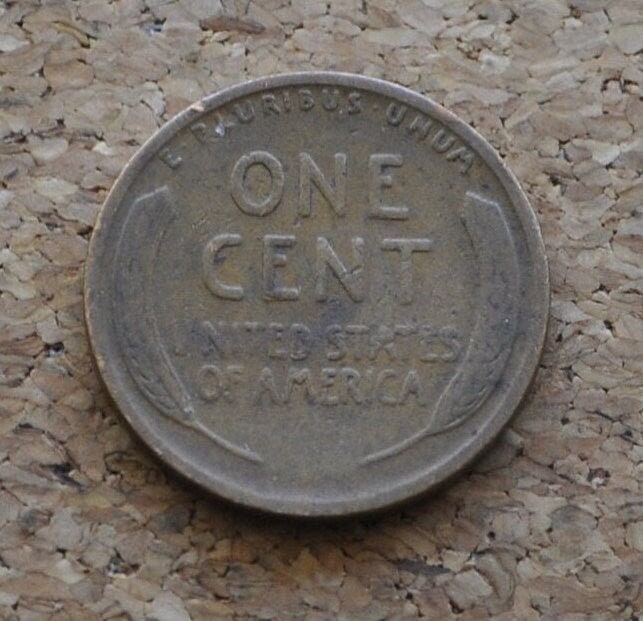 E PLURIBUS · UNUM
ONE
CENT
UNITED STATES
OF AMERICA